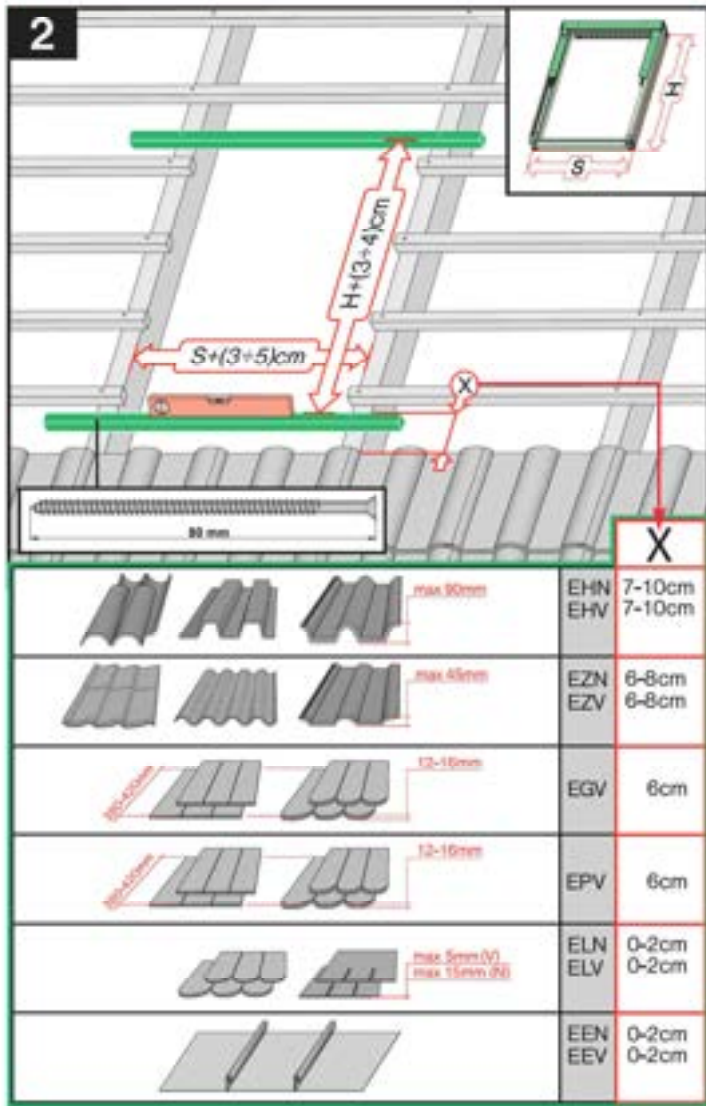 2
H
S
H+(3÷4)cm
S+(3÷5)cm
X
X
max 90mm
EHN 7-10cm
EHV 7-10cm
max 45mm
EZN 6-8cm
EZV 6-8cm
12-16mm
EGV 6cm
12-16mm
EPV 6cm
max 5mm (V)
max 15mm (N)
ELN 0-2cm
ELV 0-2cm
EEN 0-2cm
EEV 0-2cm